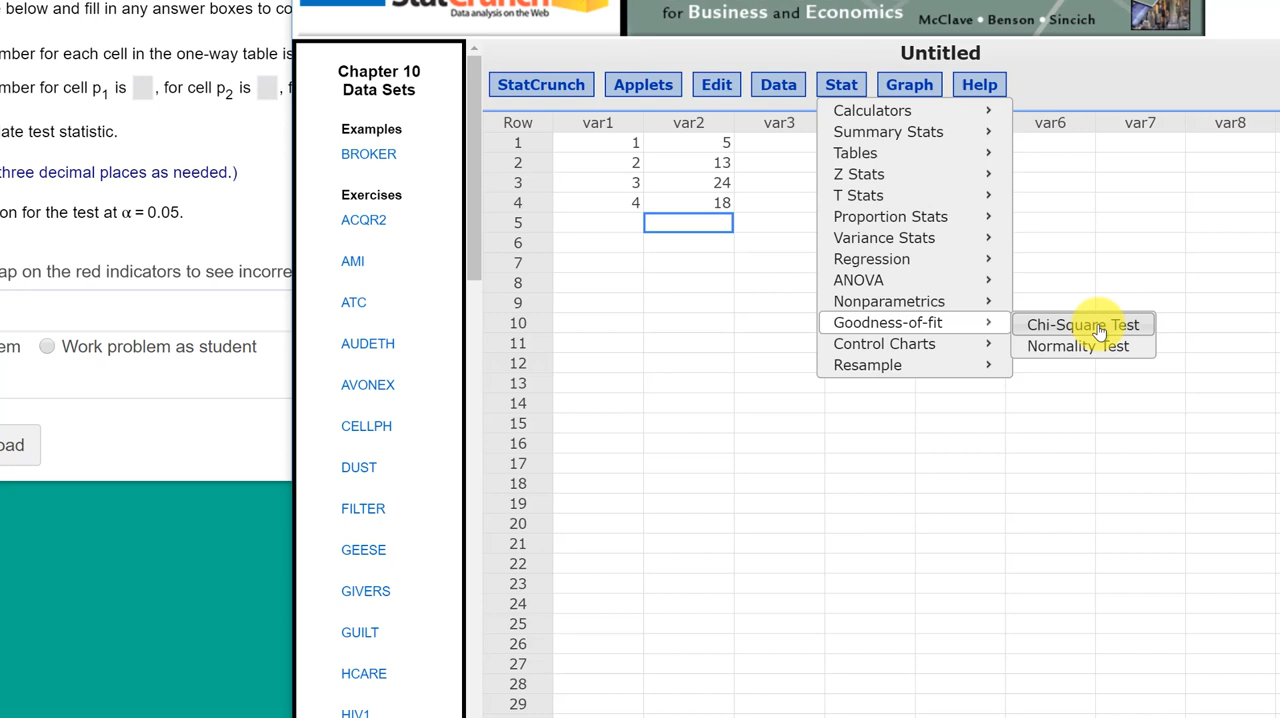 below and fill in any answer boxes to co
mber for each cell in the one-way table is
mber for cell p1 is , for cell p2 is
ate test statistic.
three decimal places as needed.)
on for the test at α = 0.05.
ap on the red indicators to see incorre
em Work problem as student
oad
StatCrunch
Data analysis on the Web
for Business and Economics
McClave • Benson • Sincich
Chapter 10
Data Sets
Examples
BROKER
Exercises
ACQR2
AMI
ATC
AUDETH
AVONEX
CELLPH
DUST
FILTER
GEESE
GIVERS
GUILT
HCARE
HIV1
Untitled
StatCrunch Applets Edit Data Stat Graph Help
Row var1 var2 var3 var6 var7 var8
1 1 5
2 2 13
3 3 24
4 4 18
5
6
7
8
9
10
11
12
13
14
15
16
17
18
19
20
21
22
23
24
25
26
27
28
29
Calculators
Summary Stats
Tables
Z Stats
T Stats
Proportion Stats
Variance Stats
Regression
ANOVA
Nonparametrics
Goodness-of-fit
Control Charts
Resample
Chi-Square Test
Normality Test